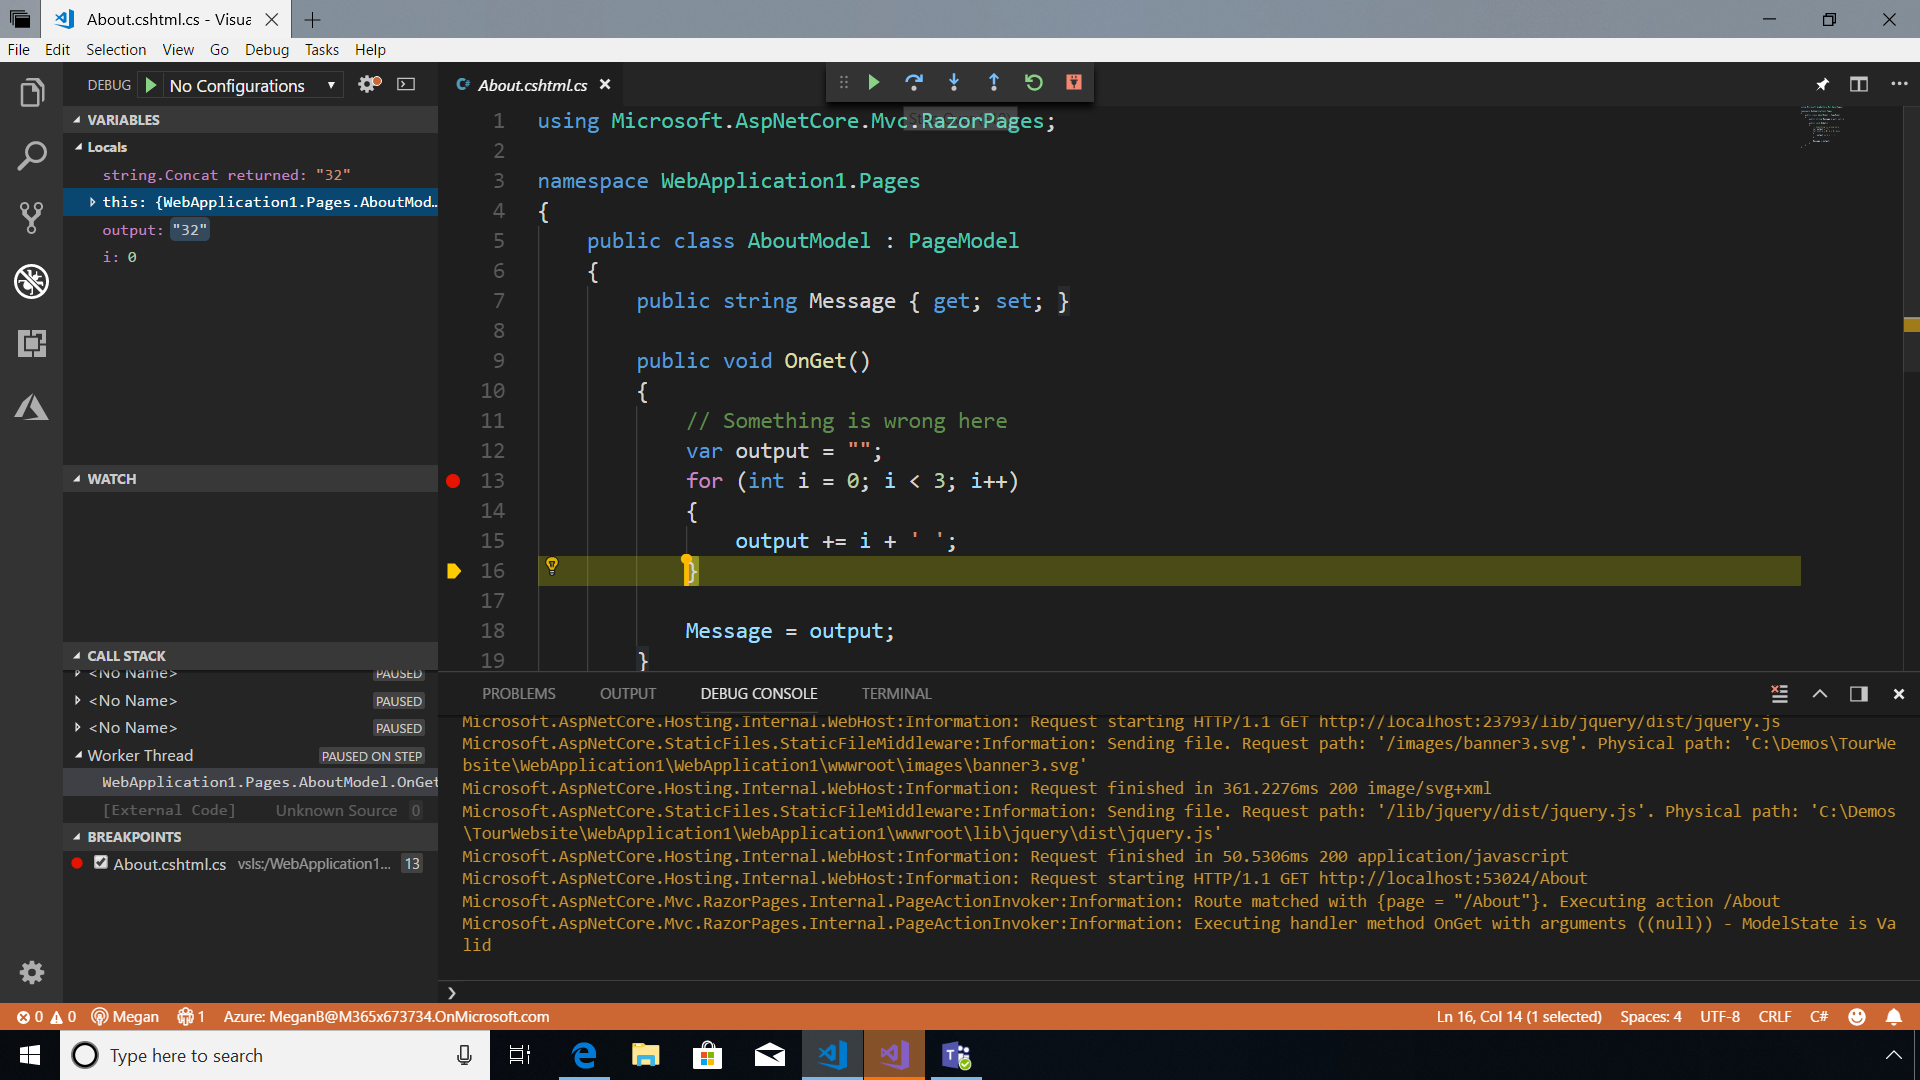 About.cshtml.cs - Visua
File Edit Selection View Go Debug Tasks Help
DEBUG No Configurations
About.cshtml.cs
VARIABLES
Locals
string.Concat returned: "32"
this: {WebApplication1.Pages.AboutMod…
output: "32"
i: 0
WATCH
CALL STACK
<No Name> PAUSED
<No Name> PAUSED
<No Name> PAUSED
Worker Thread PAUSED ON STEP
WebApplication1.Pages.AboutModel.OnGet
[External Code] Unknown Source 0
BREAKPOINTS
About.cshtml.cs vsls:/WebApplication1... 13
1 using Microsoft.AspNetCore.Mvc.RazorPages;
2
3 namespace WebApplication1.Pages
4 {
5 public class AboutModel : PageModel
6 {
7 public string Message { get; set; }
8
9 public void OnGet()
10 {
11 // Something is wrong here
12 var output = "";
13 for (int i = 0; i < 3; i++)
14 {
15 output += i + ' ';
16 }
17
18 Message = output;
19 }
PROBLEMS OUTPUT DEBUG CONSOLE TERMINAL
Microsoft.AspNetCore.Hosting.Internal.WebHost:Information: Request starting HTTP/1.1 GET http://localhost:23793/lib/jquery/dist/jquery.js
Microsoft.AspNetCore.StaticFiles.StaticFileMiddleware:Information: Sending file. Request path: '/images/banner3.svg'. Physical path: 'C:\Demos\TourWe
bsite\WebApplication1\WebApplication1\wwwroot\images\banner3.svg'
Microsoft.AspNetCore.Hosting.Internal.WebHost:Information: Request finished in 361.2276ms 200 image/svg+xml
Microsoft.AspNetCore.StaticFiles.StaticFileMiddleware:Information: Sending file. Request path: '/lib/jquery/dist/jquery.js'. Physical path: 'C:\Demos
\TourWebsite\WebApplication1\WebApplication1\wwwroot\lib\jquery\dist\jquery.js'
Microsoft.AspNetCore.Hosting.Internal.WebHost:Information: Request finished in 50.5306ms 200 application/javascript
Microsoft.AspNetCore.Hosting.Internal.WebHost:Information: Request starting HTTP/1.1 GET http://localhost:53024/About
Microsoft.AspNetCore.Mvc.RazorPages.Internal.PageActionInvoker:Information: Route matched with {page = "/About"}. Executing action /About
Microsoft.AspNetCore.Mvc.RazorPages.Internal.PageActionInvoker:Information: Executing handler method OnGet with arguments ((null)) - ModelState is Va
lid
0 0 Megan 1 Azure: MeganB@M365x673734.OnMicrosoft.com Ln 16, Col 14 (1 selected) Spaces: 4 UTF-8 CRLF C#
Type here to search